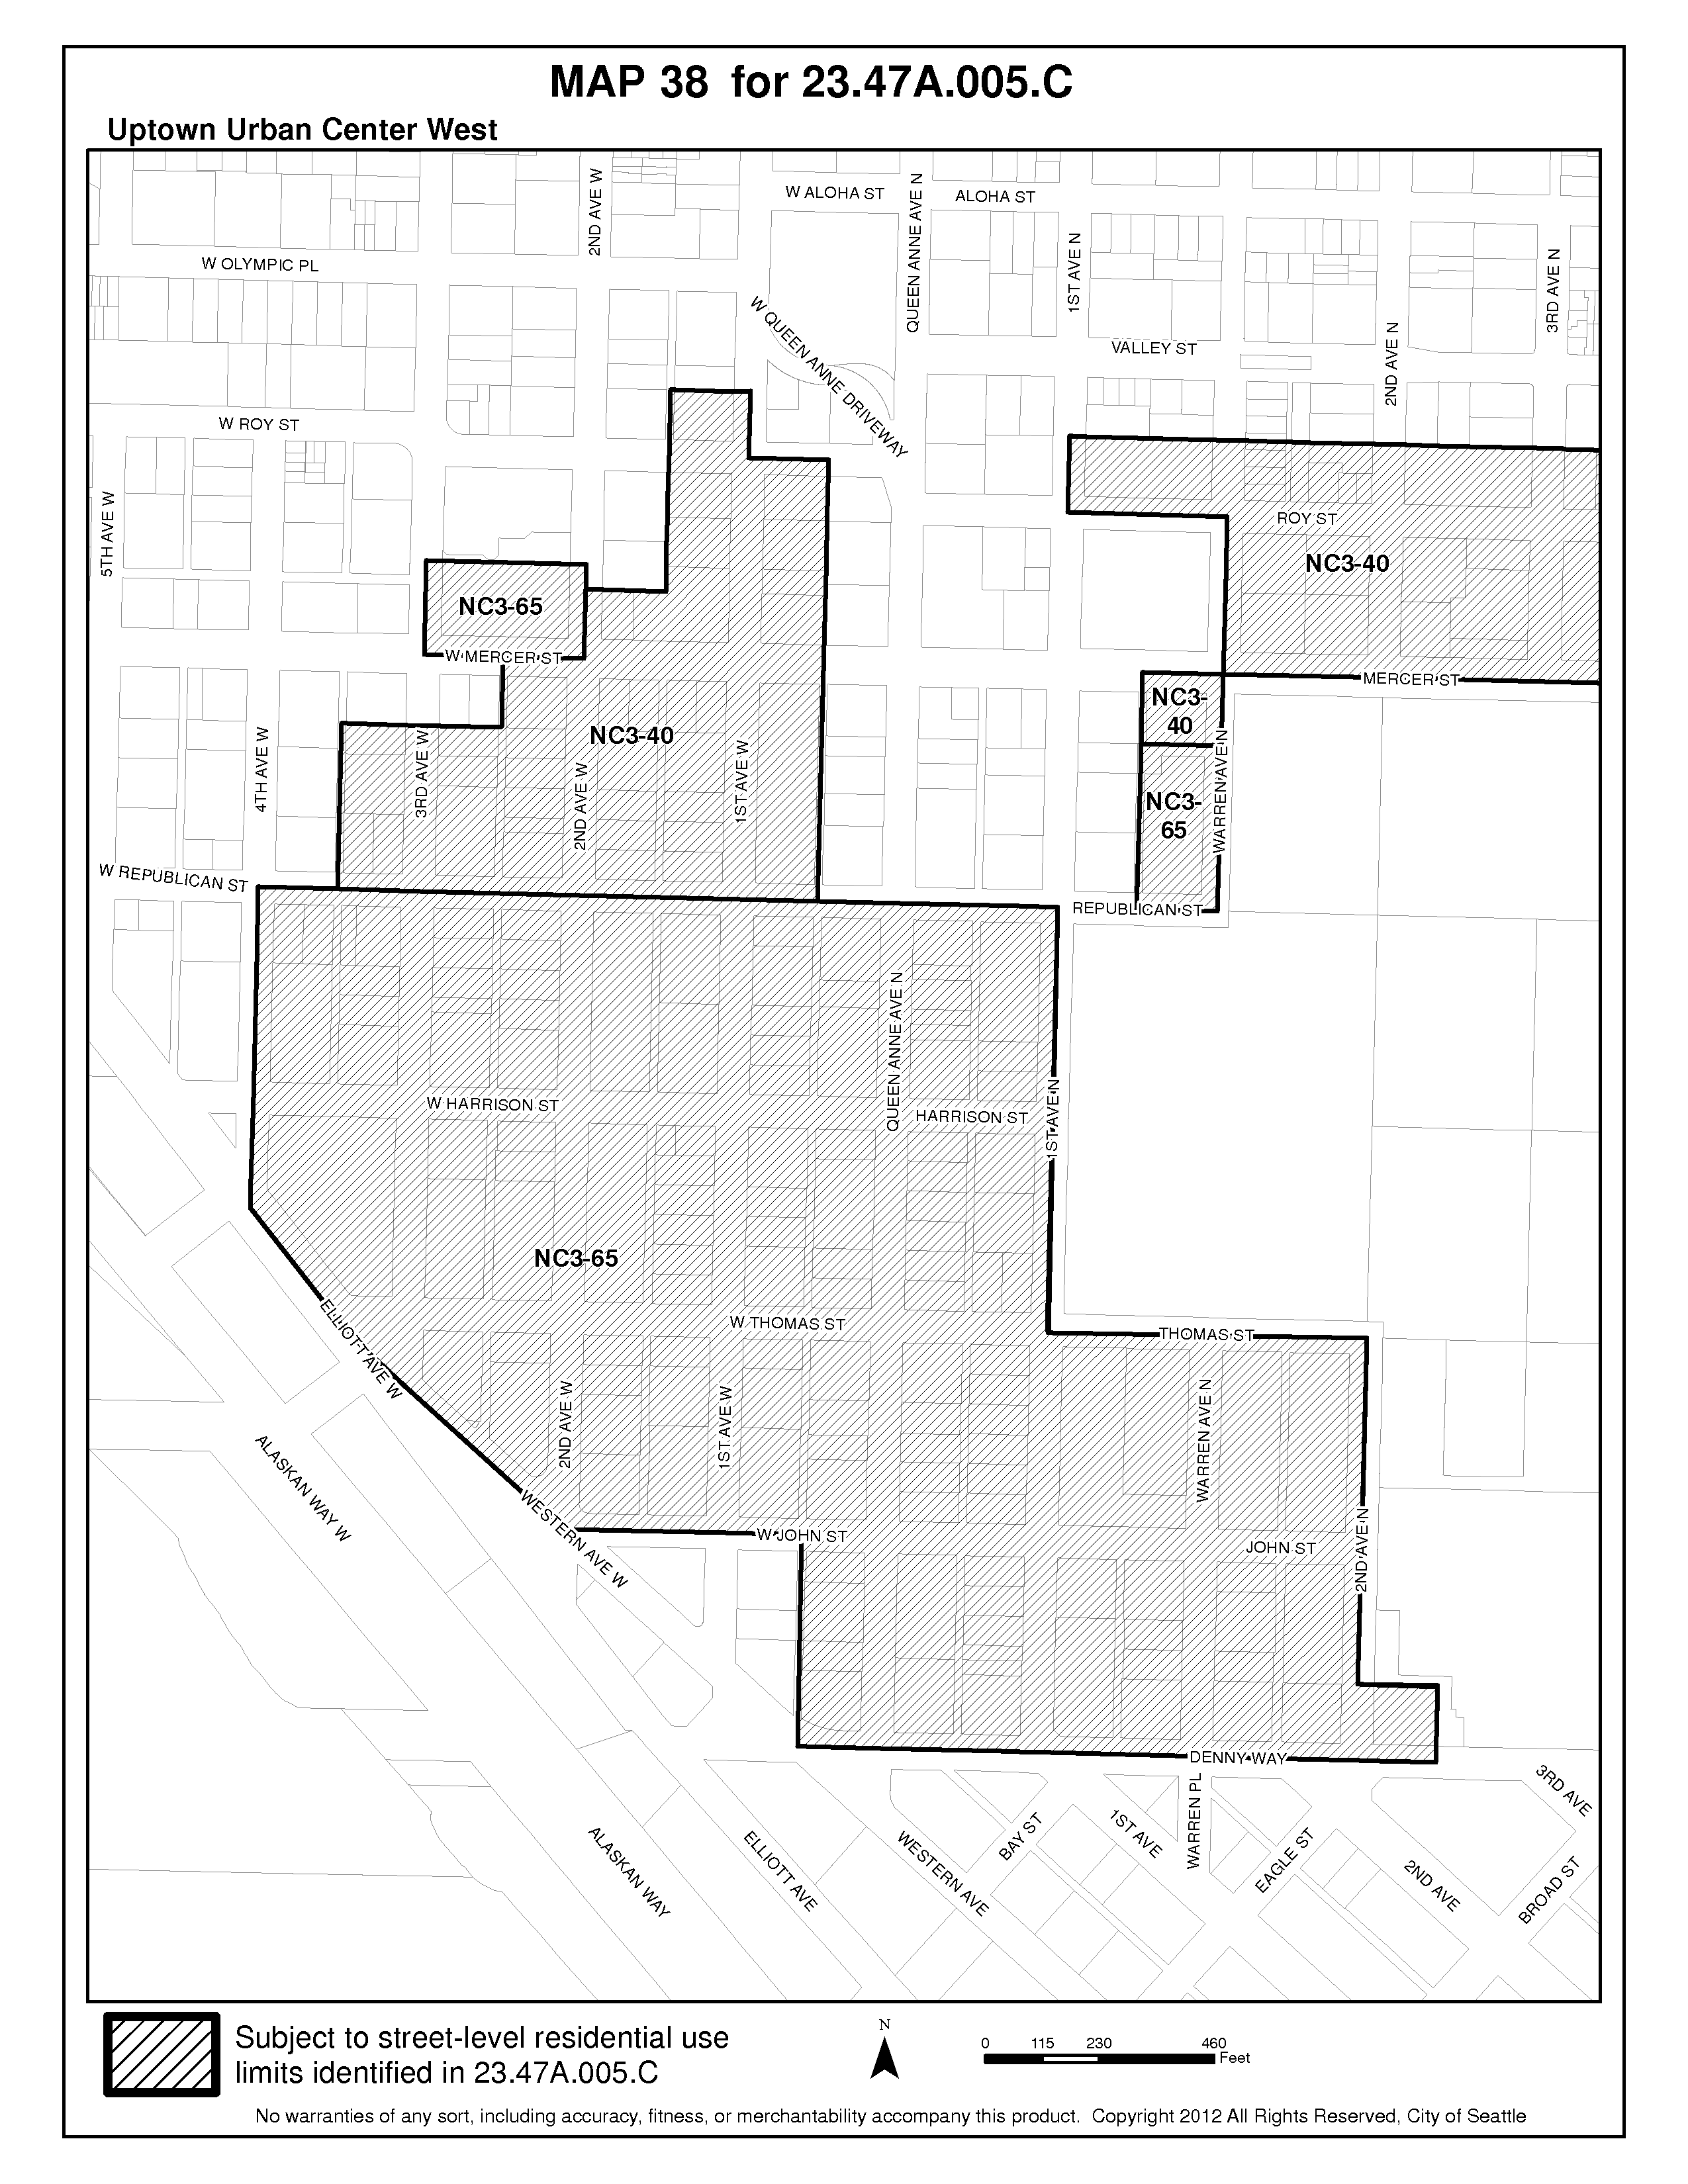 MAP 38 for 23.47A.005.C
Uptown Urban Center West
W ALOHA ST
ALOHA ST
2ND AVE W
QUEEN ANNE AVE N
1ST AVE N
3RD AVE N
W OLYMPIC PL
W QUEEN ANNE DRIVEWAY
VALLEY ST
2ND AVE N
W ROY ST
5TH AVE W
ROY ST
NC3-40
NC3-65
W MERCER ST
MERCER ST
NC3-
40
NC3-40
4TH AVE W
3RD AVE W
2ND AVE W
1ST AVE W
WARREN AVE N
NC3-
65
W REPUBLICAN ST
REPUBLICAN ST
QUEEN ANNE AVE N
W HARRISON ST
HARRISON ST
1ST AVE N
NC3-65
W THOMAS ST
THOMAS ST
ELLIOTT AVE W
2ND AVE W
1ST AVE W
WARREN AVE N
ALASKAN WAY W
WESTERN AVE W
W JOHN ST
JOHN ST
2ND AVE N
DENNY WAY
3RD AVE
WARREN PL
BAY ST
1ST AVE
EAGLE ST
2ND AVE
BROAD ST
ALASKAN WAY
ELLIOTT AVE
WESTERN AVE
Subject to street-level residential use
limits identified in 23.47A.005.C
N
0 115 230 460
Feet
No warranties of any sort, including accuracy, fitness, or merchantability accompany this product. Copyright 2012 All Rights Reserved, City of Seattle